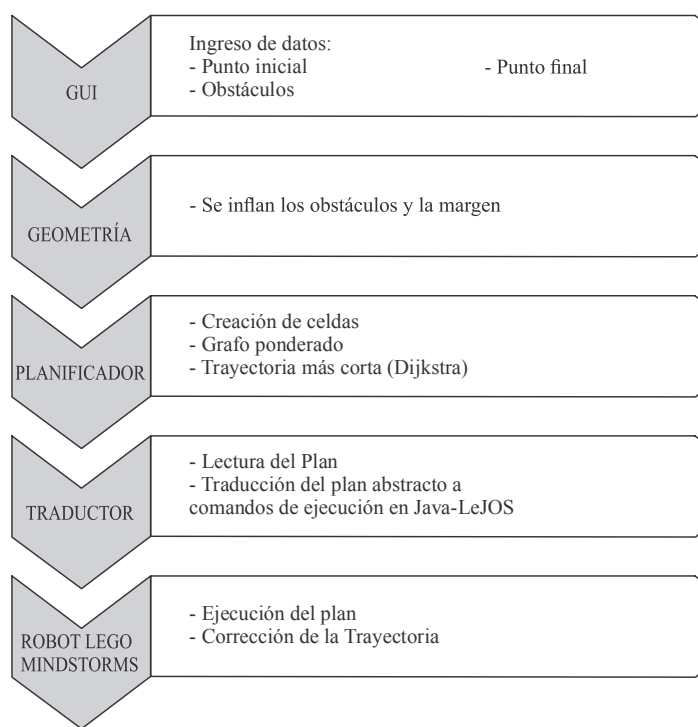 GUI
Ingreso de datos:
- Punto inicial - Punto final
- Obstáculos
GEOMETRÍA
- Se inflan los obstáculos y la margen
PLANIFICADOR
- Creación de celdas
- Grafo ponderado
- Trayectoria más corta (Dijkstra)
TRADUCTOR
- Lectura del Plan
- Traducción del plan abstracto a
comandos de ejecución en Java-LeJOS
ROBOT LEGO
MINDSTORMS
- Ejecución del plan
- Corrección de la Trayectoria